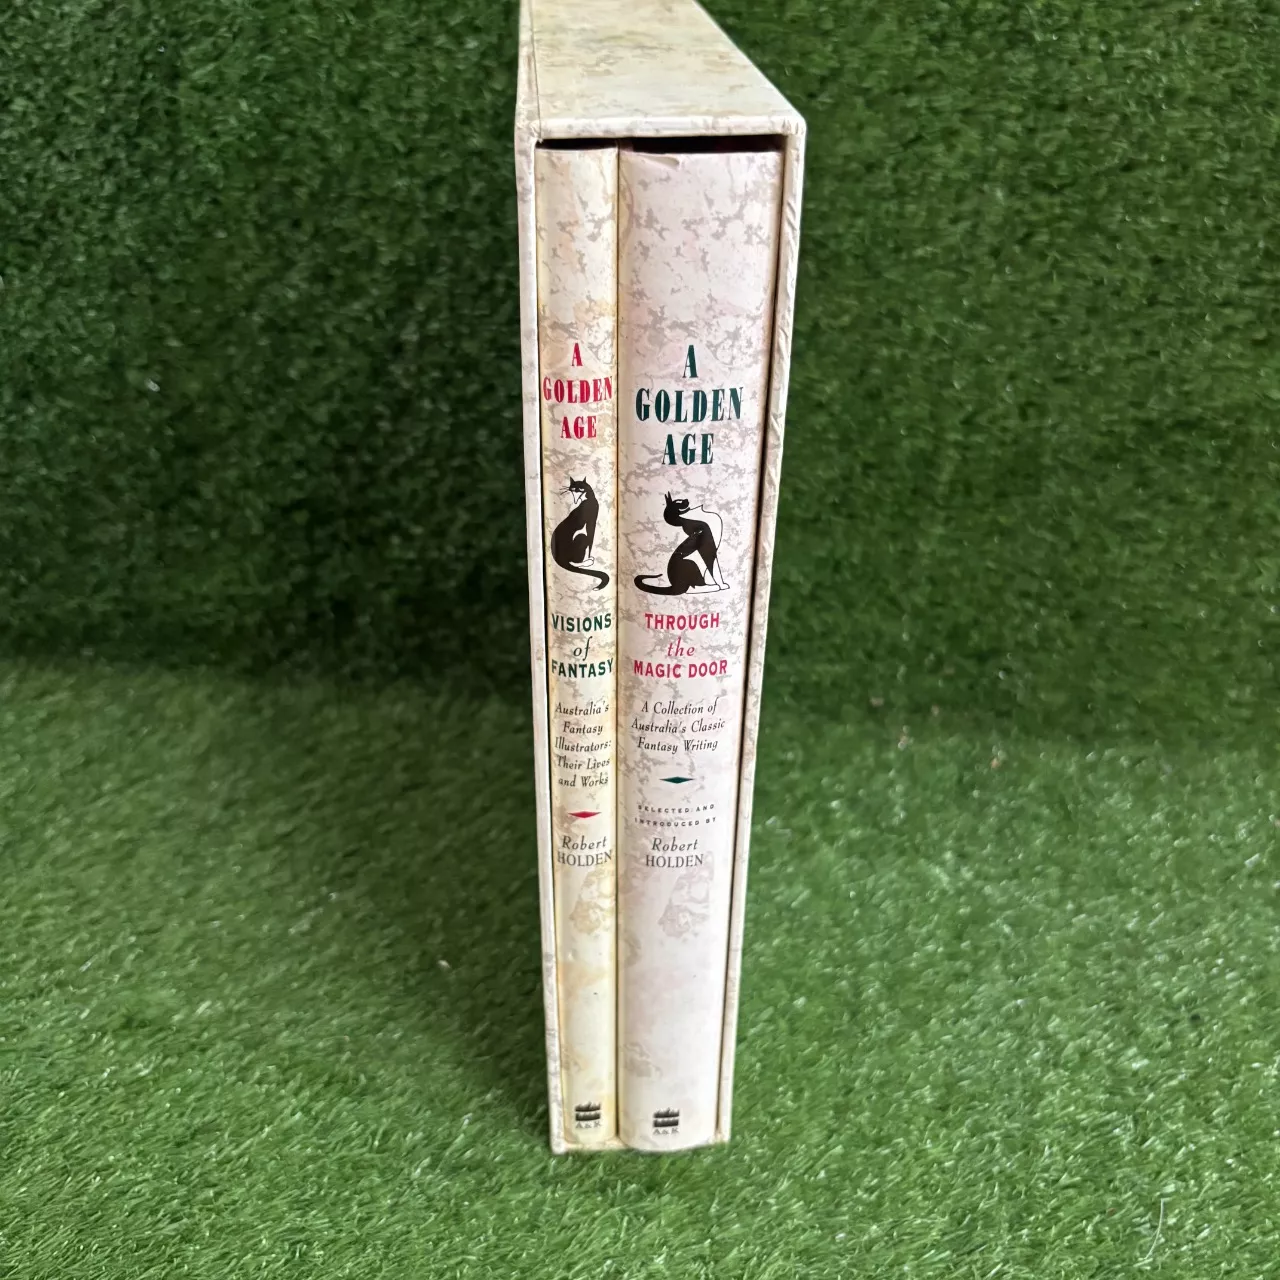 A
GOLDEN
AGE
VISIONS
of
FANTASY
Australia's
Fantasy
Illustrators:
Their Lives
and Works
Robert
HOLDEN
A&R
A
GOLDEN
AGE
THROUGH
the
MAGIC DOOR
A Collection of
Australia's Classic
Fantasy Writing
SELECTED AND
INTRODUCED BY
Robert
HOLDEN
A&R